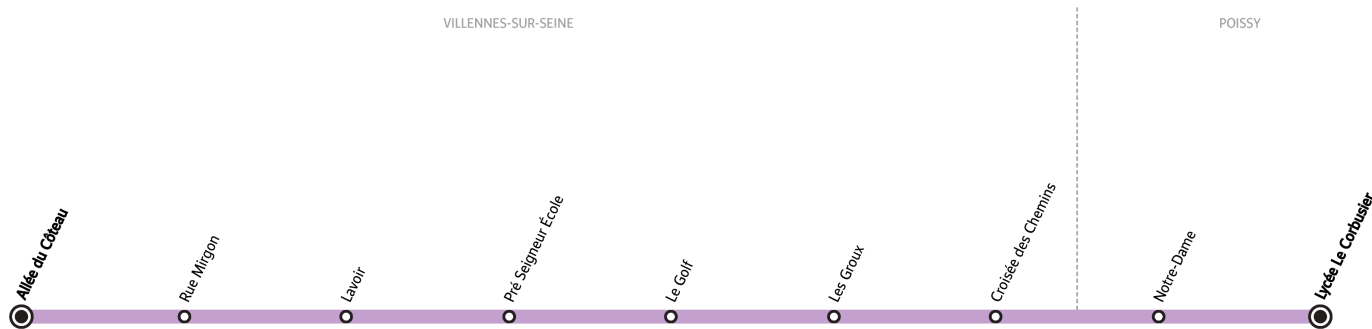 VILLENNES-SUR-SEINE
POISSY
Allée du Côteau
Rue Mirgon
Lavoir
Pré Seigneur École
Le Golf
Les Groux
Croisée des Chemins
Notre-Dame
Lycée Le Corbusier